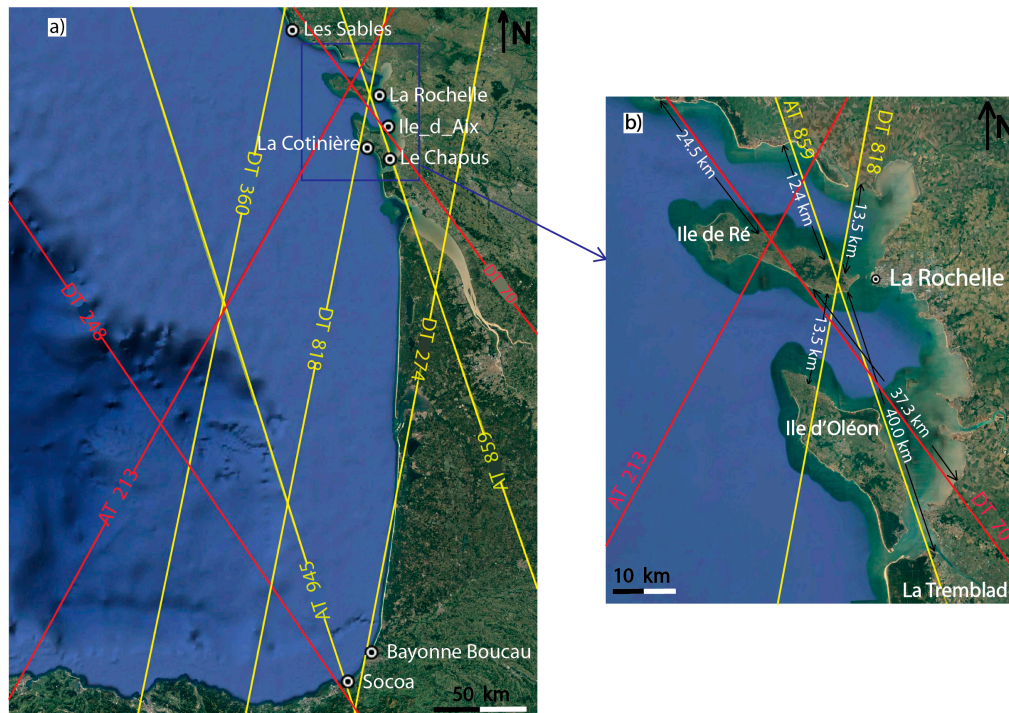 a)
N
Les Sables
La Rochelle
Ile_d_Aix
La Cotinière
Le Chapus
DT 360
DT 248
DT 70
DT 818
DT 274
AT 859
AT 213
AT 945
Bayonne Boucau
Socoa
50 km
b)
N
AT 859
DT 818
24.5 km
12.4 km
13.5 km
Ile de Ré
La Rochelle
13.5 km
37.3 km
40.0 km
Ile d'Oléon
AT 213
DT 70
10 km
La Tremblad